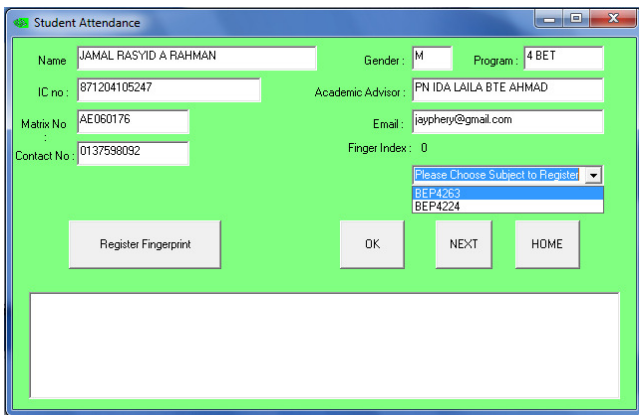 Student Attendance
Name JAMAL RASYID A RAHMAN Gender : M Program : 4 BET
IC no : 871204105247 Academic Advisor : PN IDA LAILA BTE AHMAD
Matrix No : AE060176 Email : jayphery@gmail.com
Contact No : 0137598092 Finger Index : 0
Please Choose Subject to Register
BEP4263
BEP4224
Register Fingerprint OK NEXT HOME